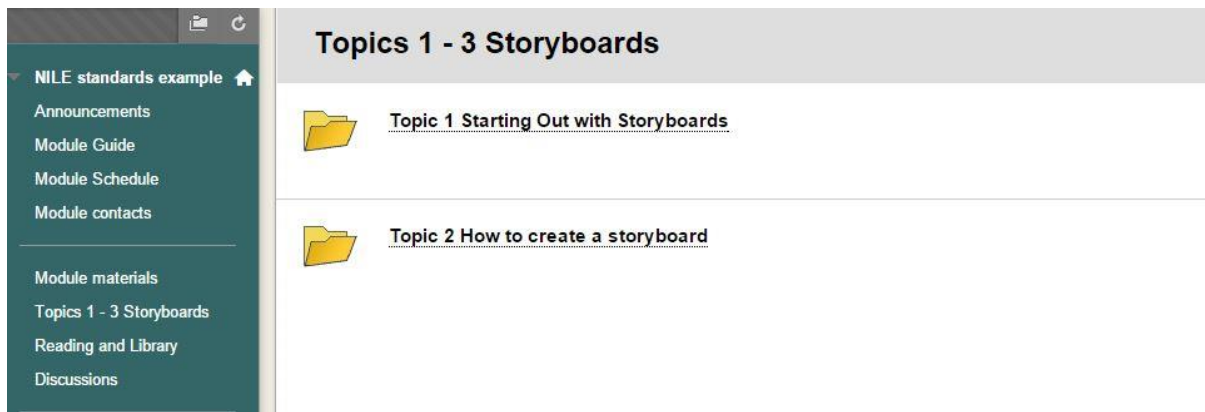 NILE standards example
Announcements
Module Guide
Module Schedule
Module contacts
Module materials
Topics 1 - 3 Storyboards
Reading and Library
Discussions
Topics 1 - 3 Storyboards
Topic 1 Starting Out with Storyboards
Topic 2 How to create a storyboard